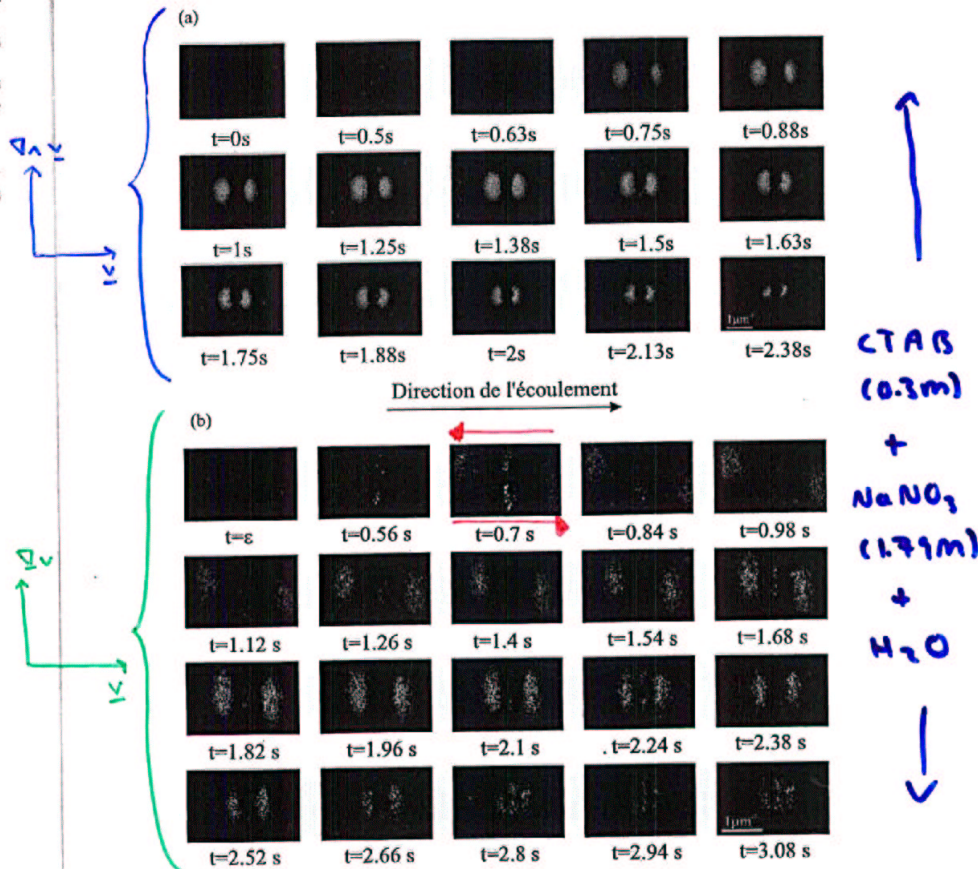 (a)
t=0s t=0.5s t=0.63s t=0.75s t=0.88s
t=1s t=1.25s t=1.38s t=1.5s t=1.63s
1µm
t=1.75s t=1.88s t=2s t=2.13s t=2.38s
Direction de l'écoulement
(b)
t=ε t=0.56s t=0.7 s t=0.84 s t=0.98 s
t=1.12 s t=1.26 s t=1.4 s t=1.54 s t=1.68 s
t=1.82 s t=1.96 s t=2.1 s t=2.24 s t=2.38 s
1µm
t=2.52 s t=2.66 s t=2.8 s t=2.94 s t=3.08 s
CTAB
(0.3M)
+
NaNO3
(1.79M)
+
H2O